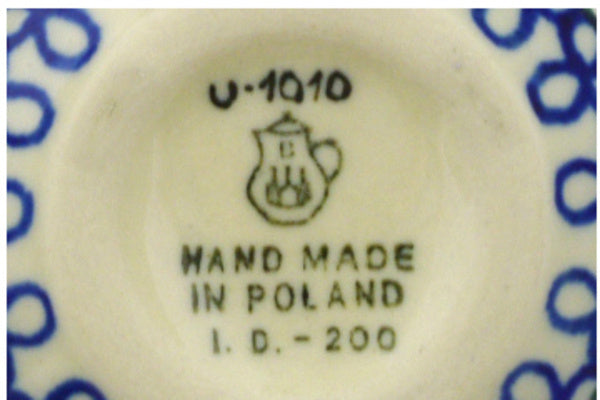 U-1010
B
HAND MADE
IN POLAND
I. D. - 200